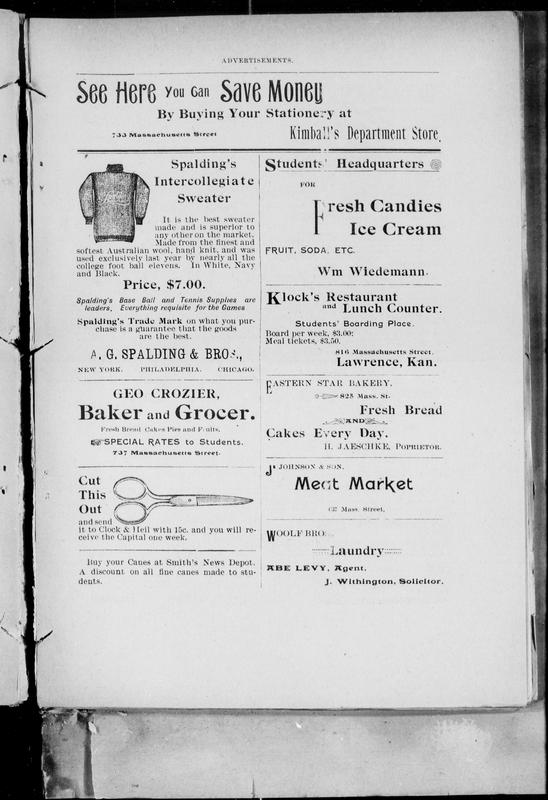 ADVERTISEMENTS.
See Here You Can Save Money
By Buying Your Stationery at
733 Massachusetts Street Kimball's Department Store.
Spalding's
Intercollegiate
Sweater
It is the best sweater
made and is superior to
any other on the market.
Made from the finest and
softest Australian wool, hand knit, and was
used exclusively last year by nearly all the
college foot ball elevens. In White, Navy
and Black.
Price, $7.00.
Spalding's Base Ball and Tennis Supplies are
leaders, Everything requisite for the Games
Spalding's Trade Mark on what you pur-
chase is a guarantee that the goods
are the best.
A. G. SPALDING & BROS.,
NEW YORK. PHILADELPHIA. CHICAGO.
GEO CROZIER,
Baker and Grocer.
Fresh Bread Cakes Pies and Fruits.
SPECIAL RATES to Students.
737 Massachusetts Street.
Cut
This
Out
and send
it to Clock & Heil with 15c. and you will re-
ceive the Capital one week.
Buy your Canes at Smith's News Depot.
A discount on all fine canes made to stu-
dents.
Students' Headquarters
FOR
Fresh Candies
Ice Cream
FRUIT, SODA, ETC.
Wm Wiedemann.
Klock's Restaurant
and Lunch Counter.
Students' Boarding Place.
Board per week, $3.00;
Meal tickets, $3.50.
816 Massachusetts Street.
Lawrence, Kan.
EASTERN STAR BAKERY.
825 Mass. St.
Fresh Bread
AND
Cakes Every Day.
H. JAESCHKE, POPRIETOR.
J. JOHNSON & SON.
Meat Market
Mass. Street.
WOOLF BRO
Laundry
ABE LEVY, Agent.
J. Withington, Solicitor.